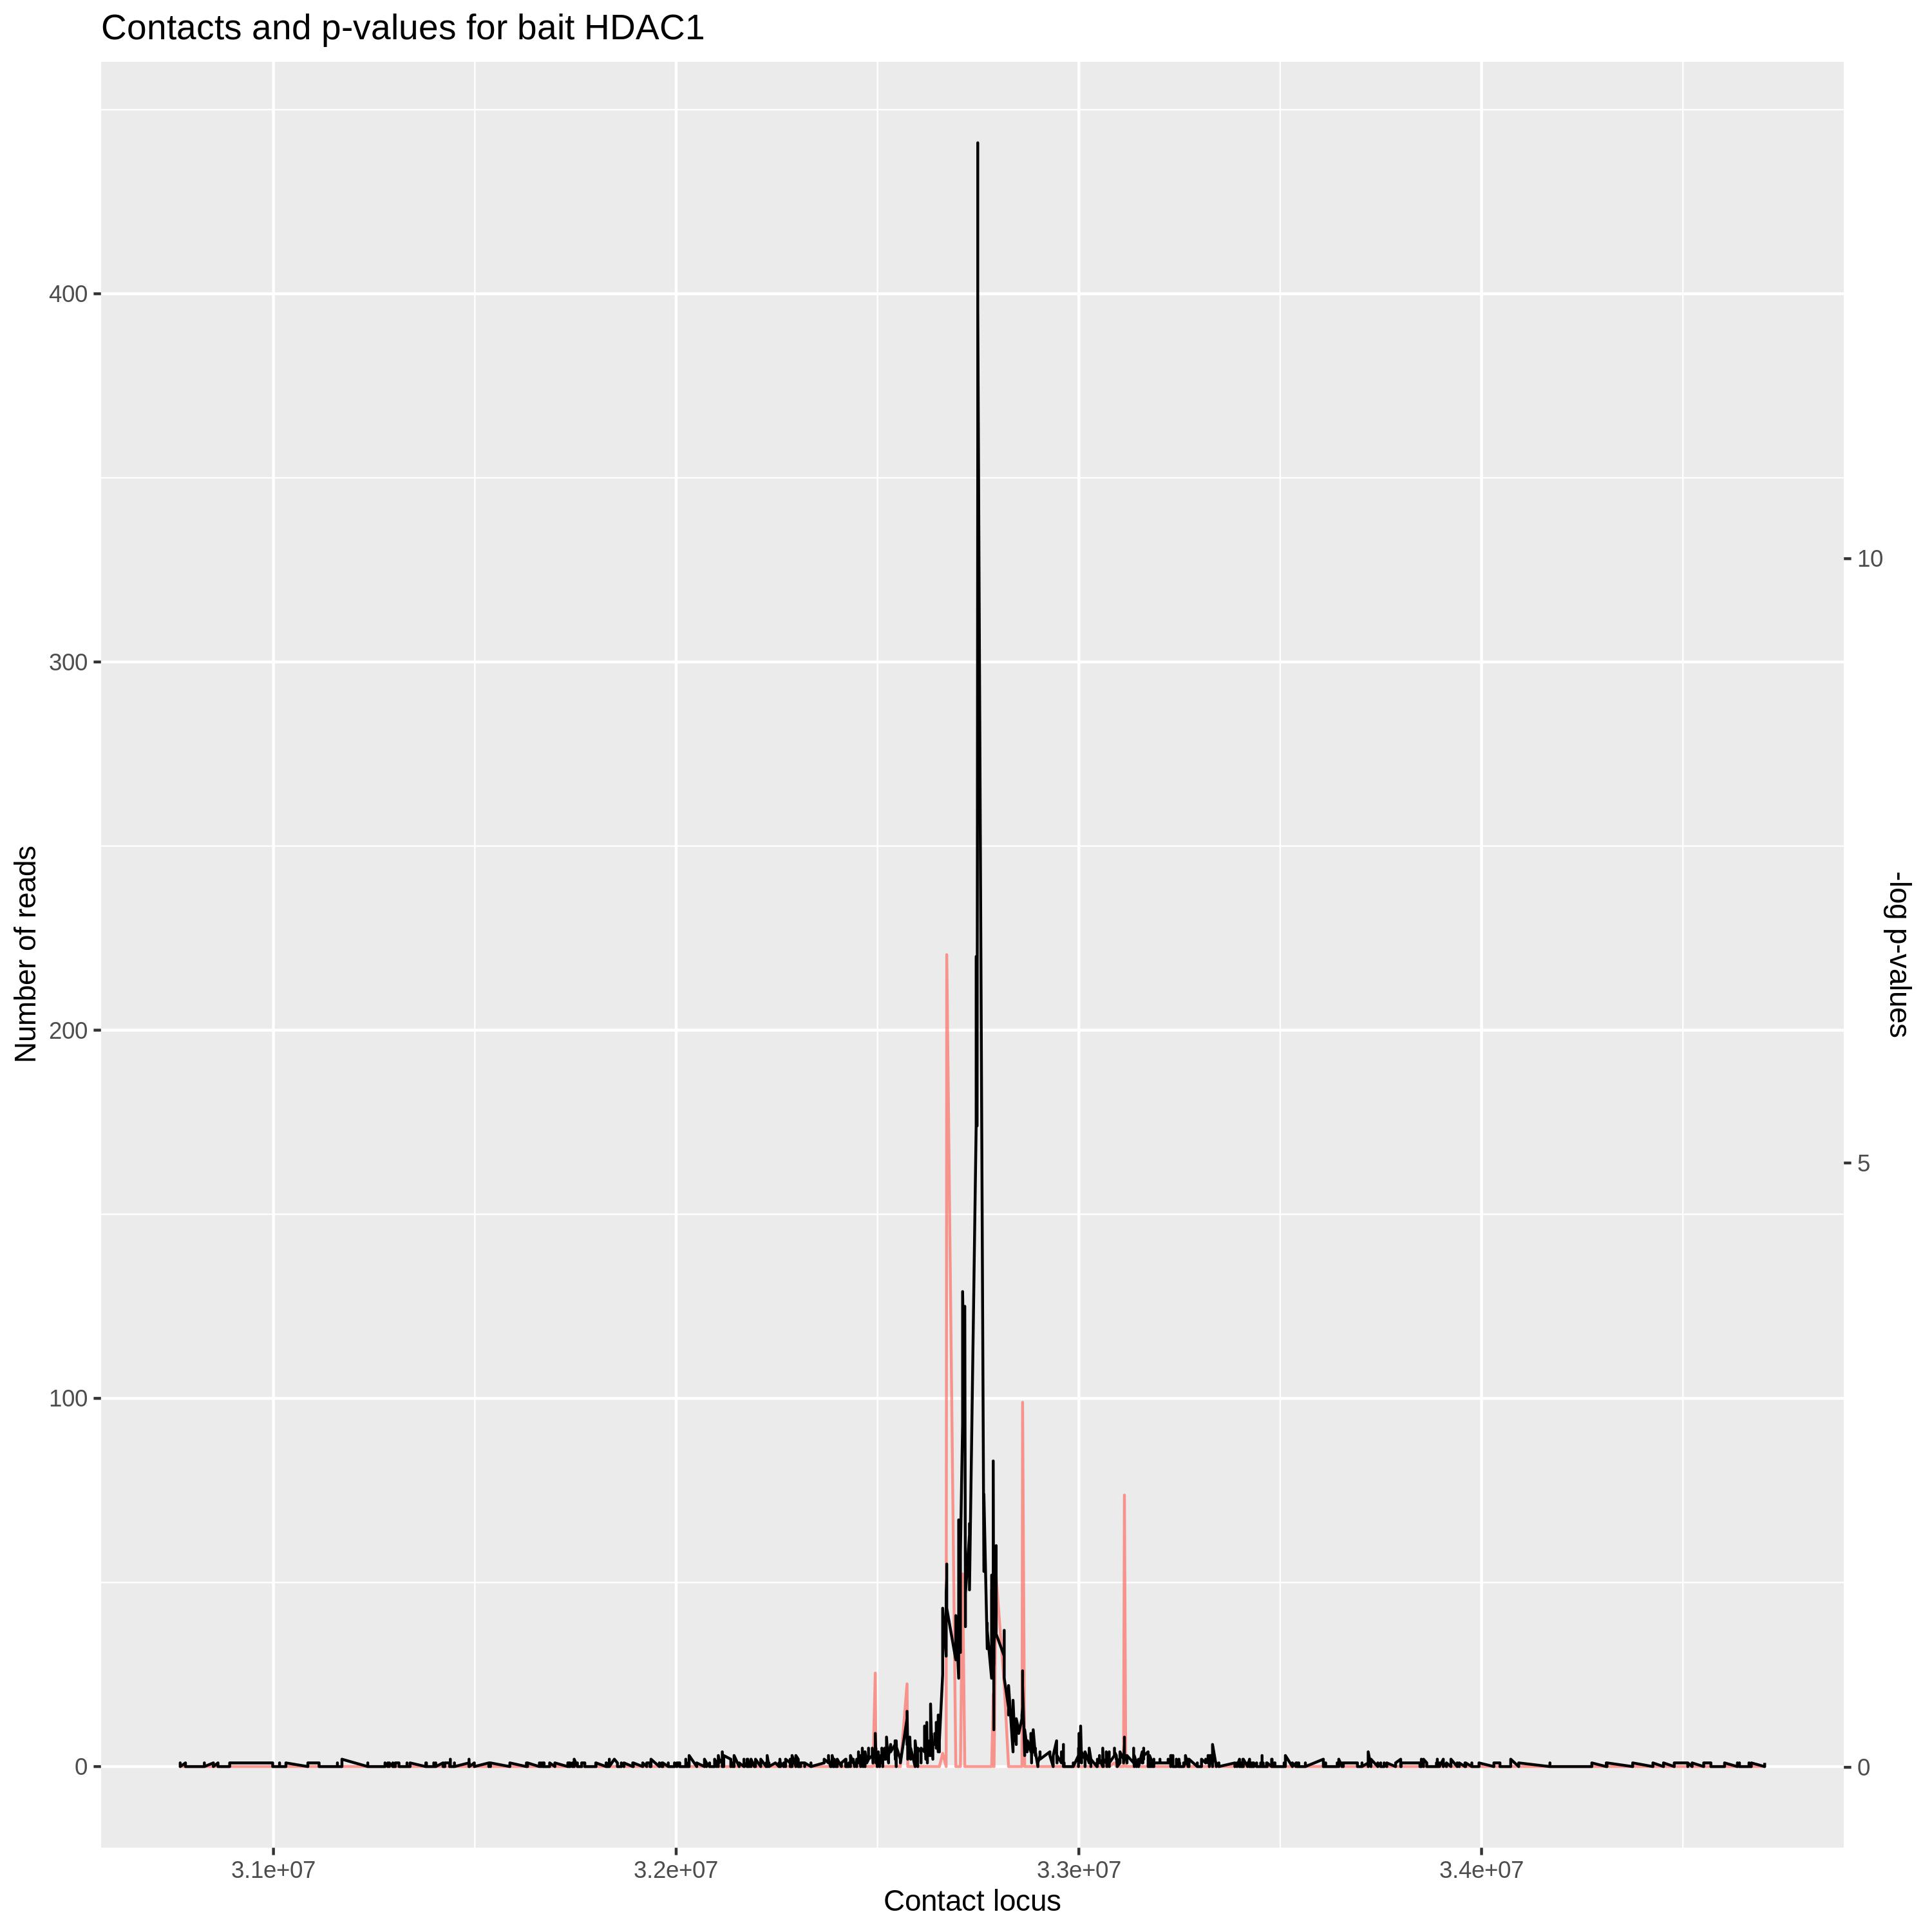 Contacts and p-values for bait HDAC1
400
300
200
100
0
Number of reads
10
5
0
-log p-values
3.1e+07
3.2e+07
3.3e+07
3.4e+07
Contact locus